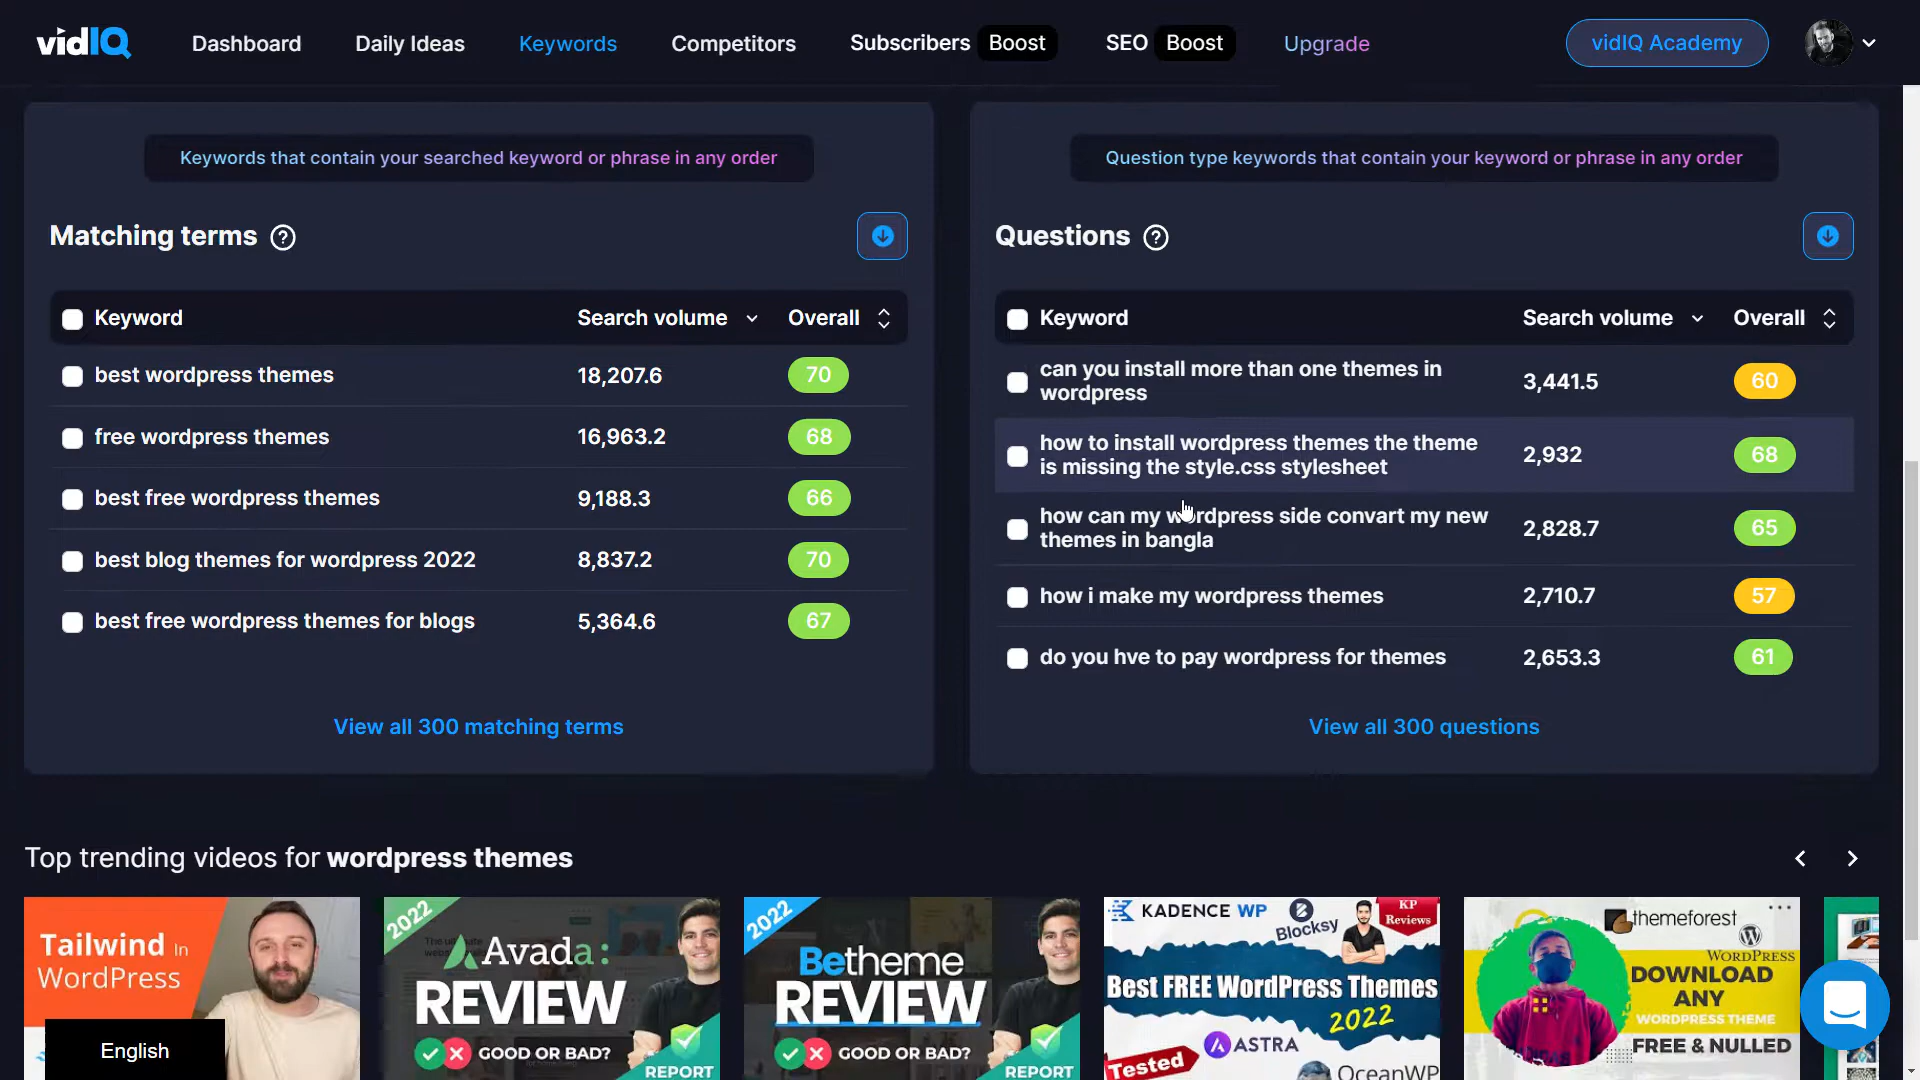 vidIQ
Dashboard
Daily Ideas
Keywords
Competitors
Subscribers Boost
SEO Boost
Upgrade
vidIQ Academy
Keywords that contain your searched keyword or phrase in any order
Matching terms ?
Keyword Search volume Overall
best wordpress themes 18,207.6 70
free wordpress themes 16,963.2 68
best free wordpress themes 9,188.3 66
best blog themes for wordpress 2022 8,837.2 70
best free wordpress themes for blogs 5,364.6 67
View all 300 matching terms
Question type keywords that contain your keyword or phrase in any order
Questions ?
Keyword Search volume Overall
can you install more than one themes in
wordpress 3,441.5 60
how to install wordpress themes the theme
is missing the style.css stylesheet 2,932 68
how can my wordpress side convart my new
themes in bangla 2,828.7 65
how i make my wordpress themes 2,710.7 57
do you hve to pay wordpress for themes 2,653.3 61
View all 300 questions
Top trending videos for wordpress themes
Tailwind In
WordPress
English
2022
Avada:
REVIEW
GOOD OR BAD?
REPORT
2022
Betheme
REVIEW
GOOD OR BAD?
REPORT
KADENCE WP
Blocksy
KP
Reviews
Best FREE WordPress Themes
2022
Tested
ASTRA
OceanWP
themeforest
WORDPRESS
DOWNLOAD
ANY
WORDPRESS THEME
FREE & NULLED